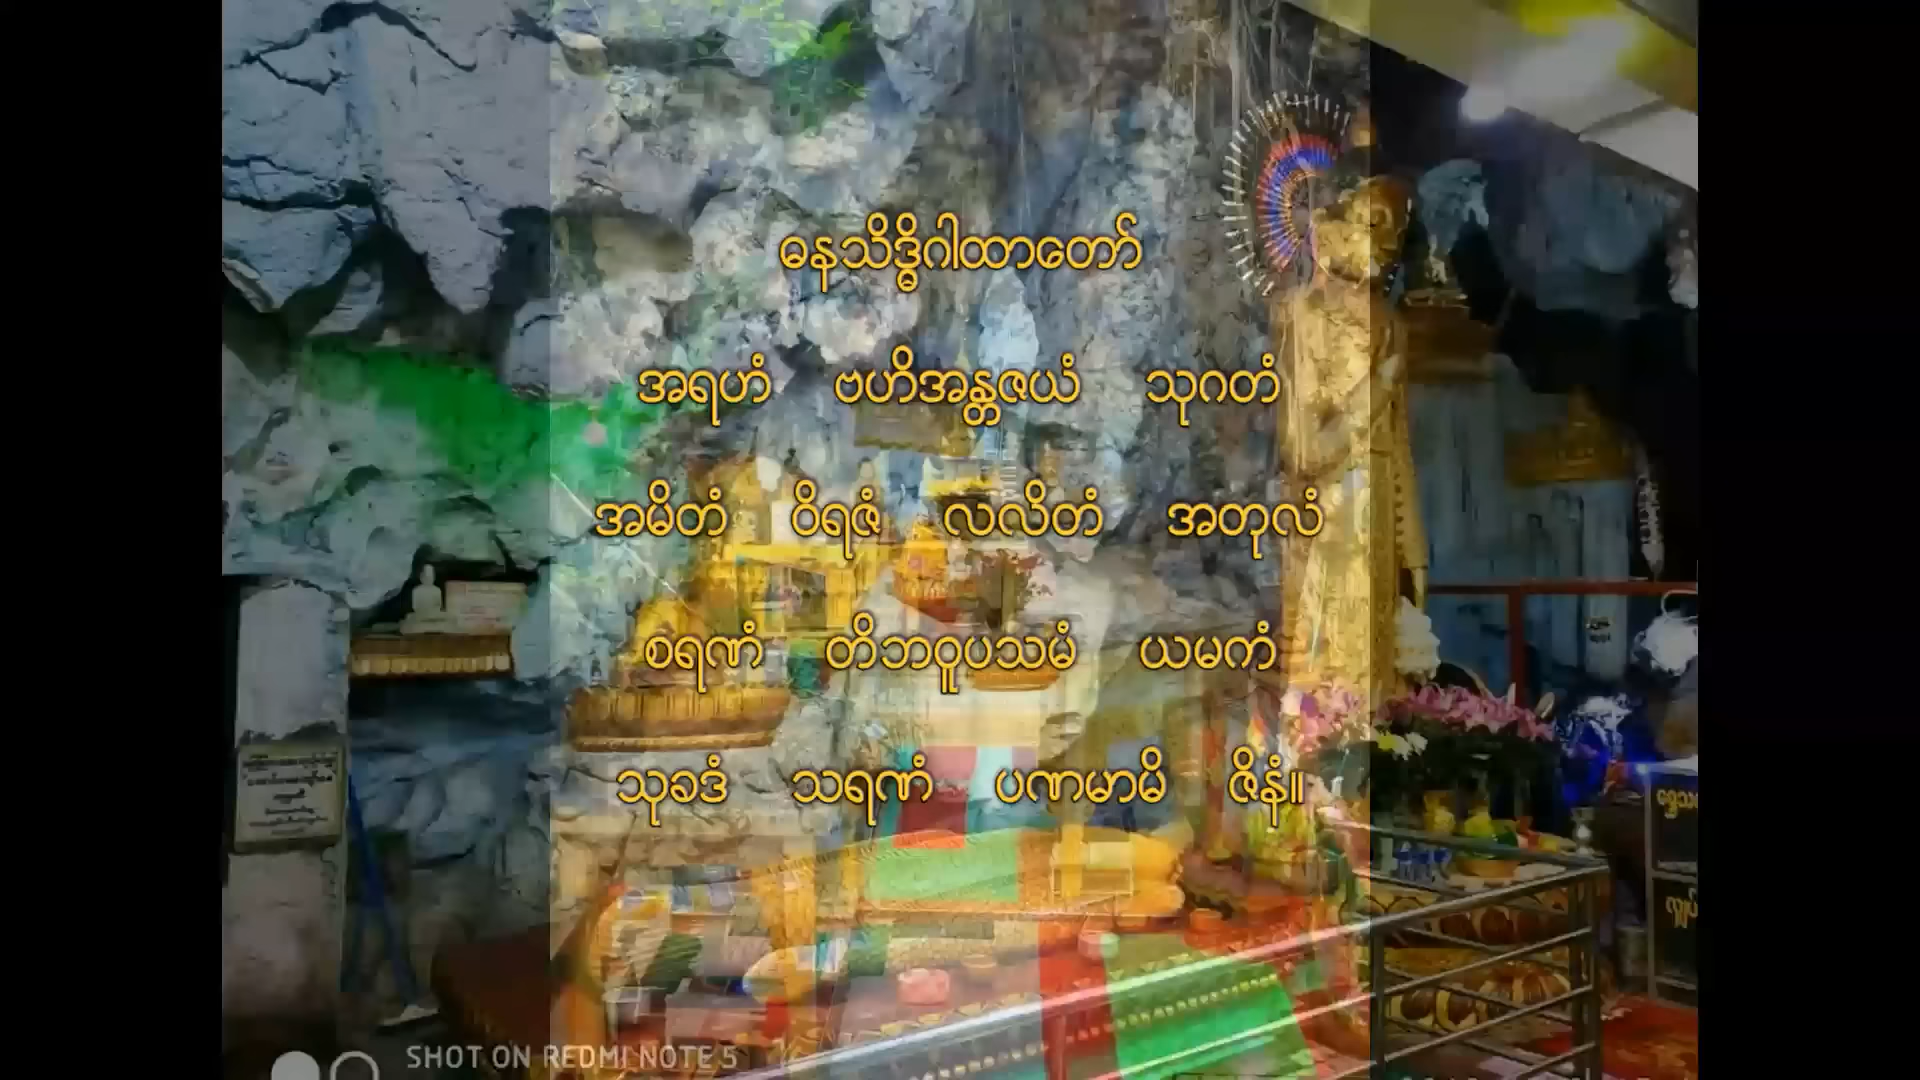 ဓနသိဒ္ဓိဂါထာတော်
အရဟံ ဗဟိအန္တဇယံ သုဂတံ
အမိတံ ဝိရဇံ လလိတံ အတုလံ
စရဏံ တိဘဝူပသမံ ယမကံ
သုခဒံ သရဏံ ပဏမာမိ ဇိနံ။
SHOT ON REDMI NOTE 5